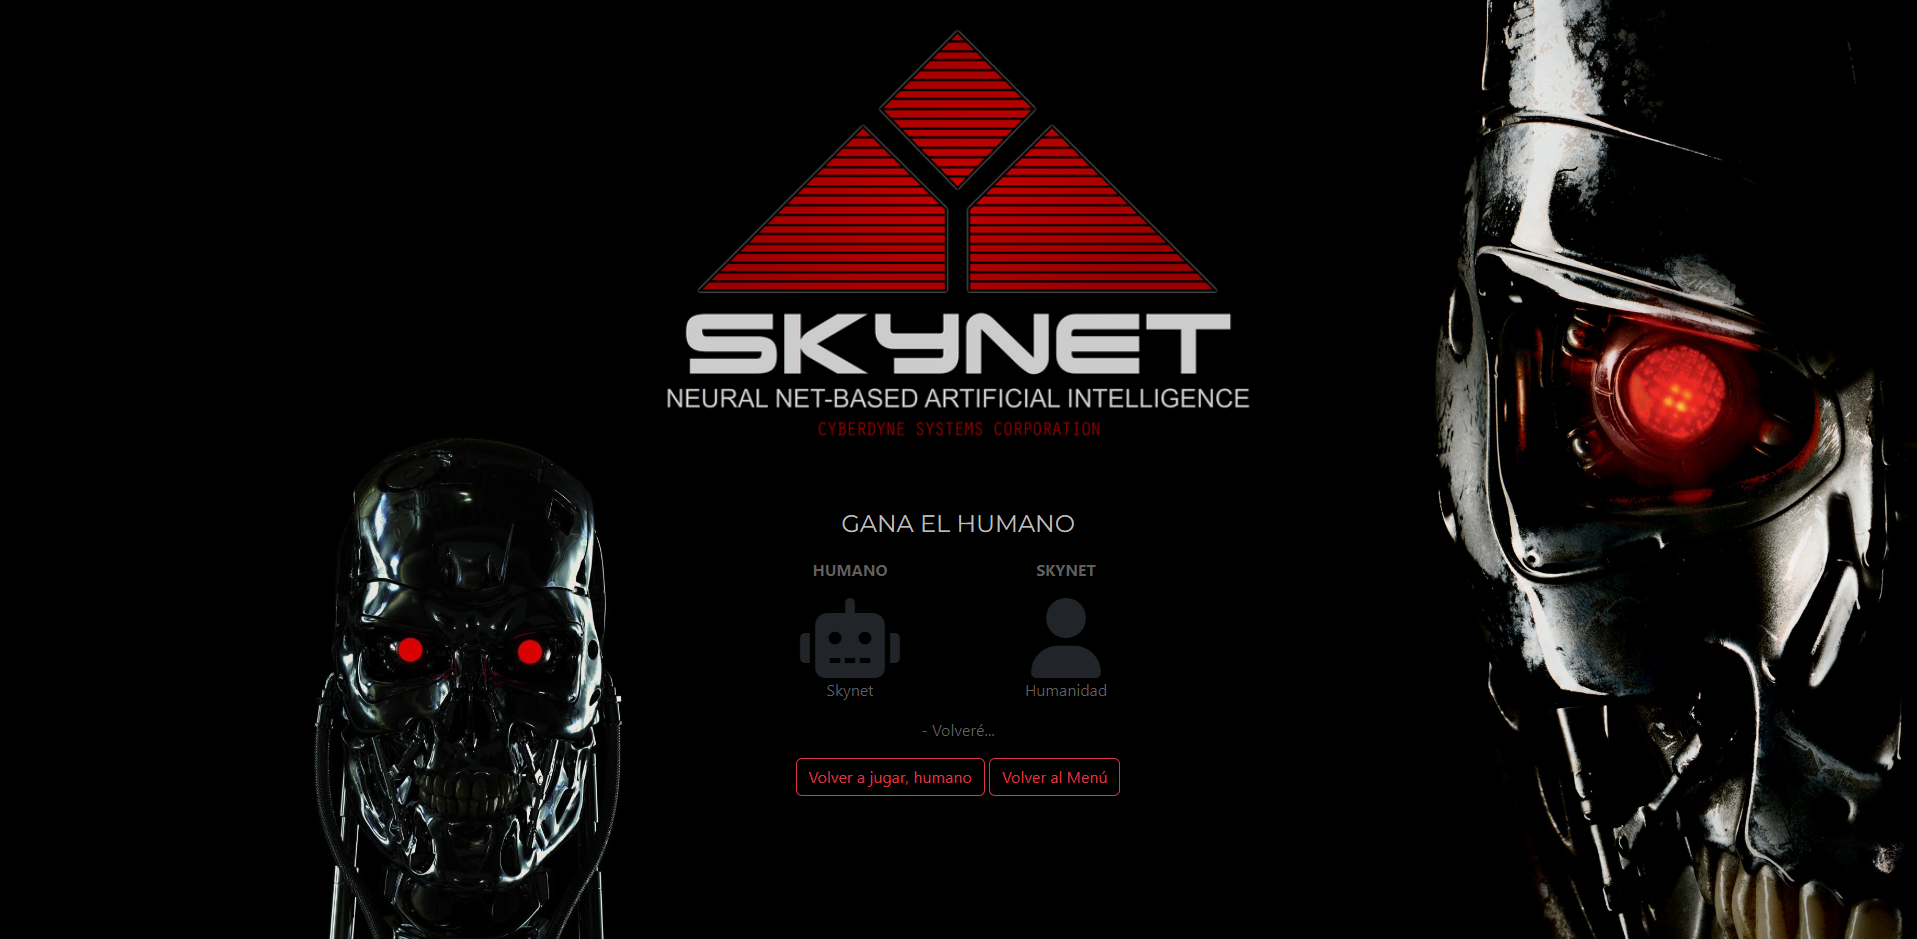 SKYNET
NEURAL NET-BASED ARTIFICIAL INTELLIGENCE
CYBERDYNE SYSTEMS CORPORATION
GANA EL HUMANO
HUMANO SKYNET
Skynet Humanidad
- Volveré...
Volver a jugar, humano Volver al Menú